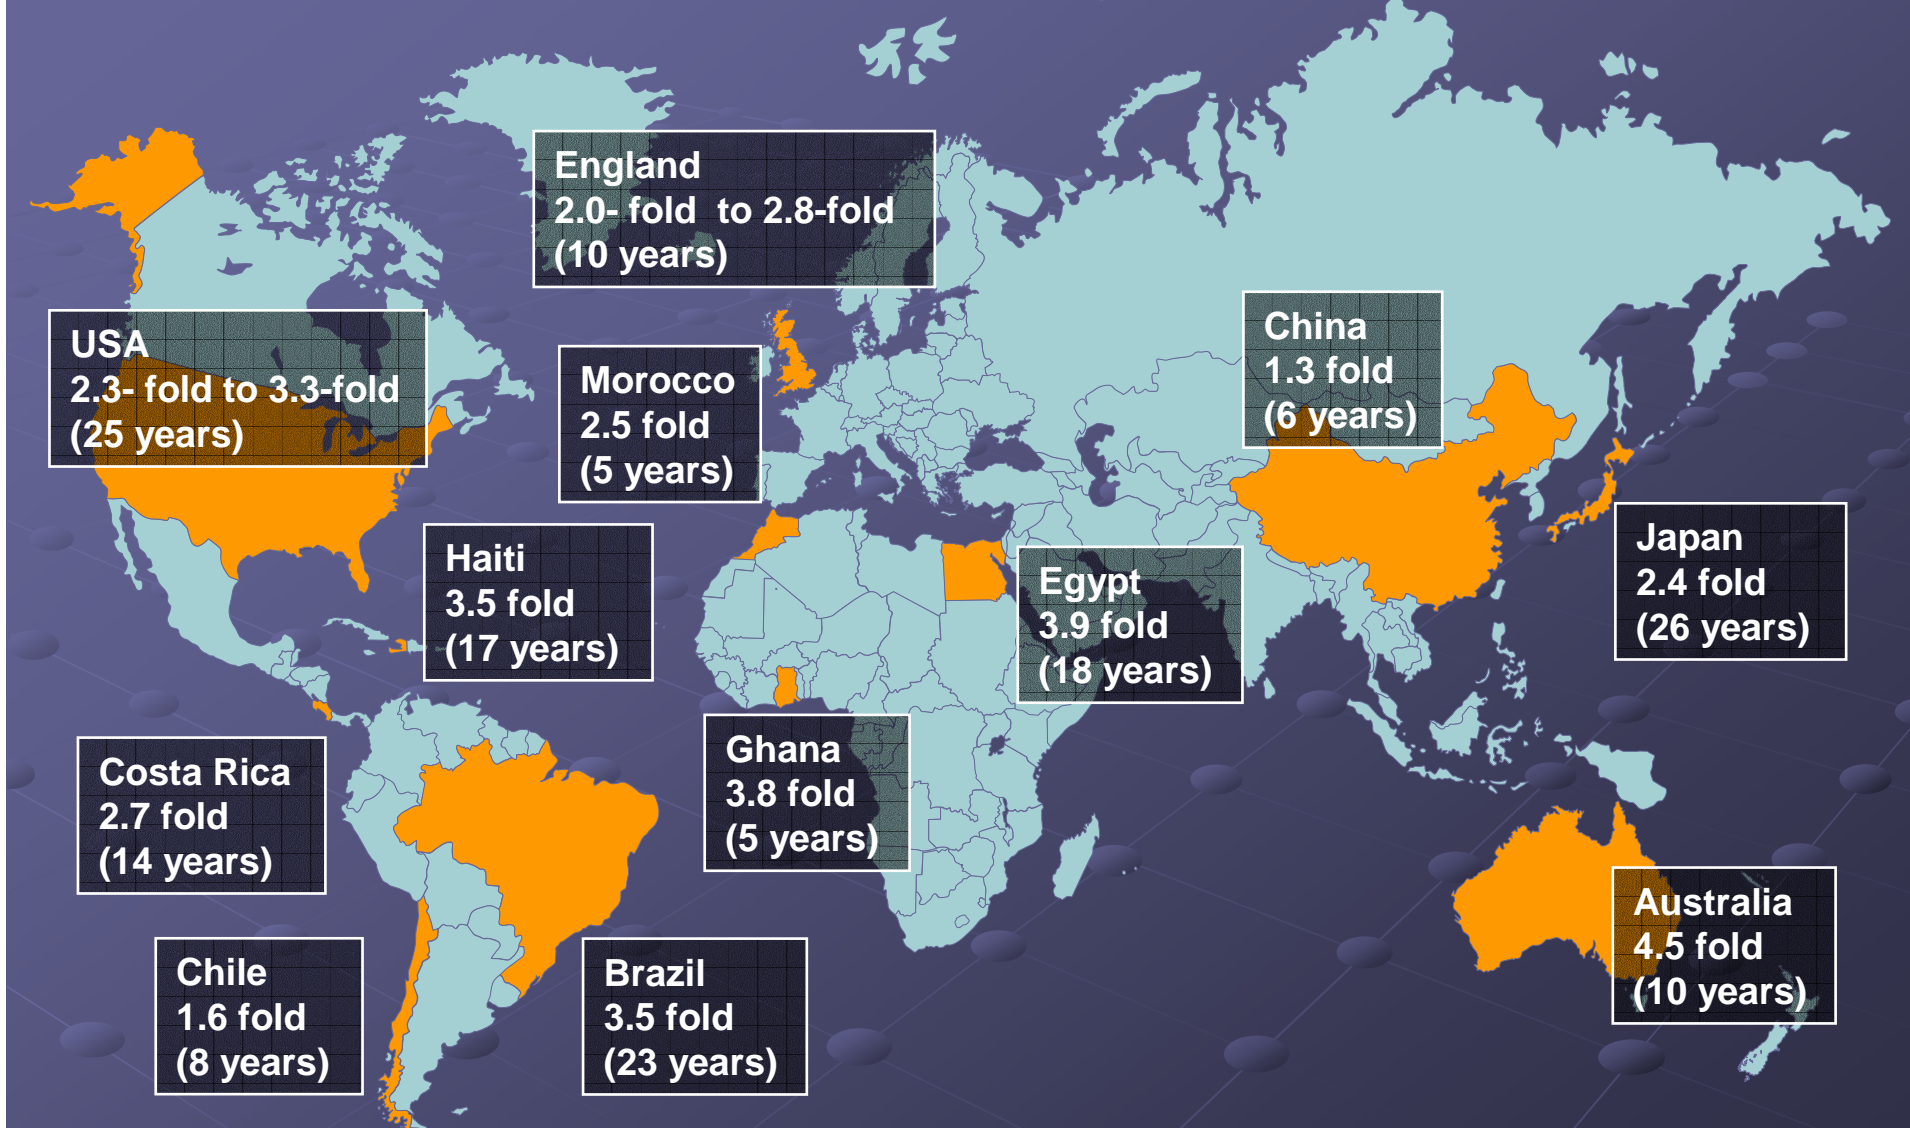 England
2.0- fold  to 2.8-fold
(10 years)
USA
2.3- fold to 3.3-fold
(25 years)
Morocco
2.5 fold
(5 years)
China
1.3 fold
(6 years)
Haiti
3.5 fold
(17 years)
Egypt
3.9 fold
(18 years)
Japan
2.4 fold
(26 years)
Costa Rica
2.7 fold
(14 years)
Ghana
3.8 fold
(5 years)
Australia
4.5 fold
(10 years)
Chile
1.6 fold
(8 years)
Brazil
3.5 fold
(23 years)